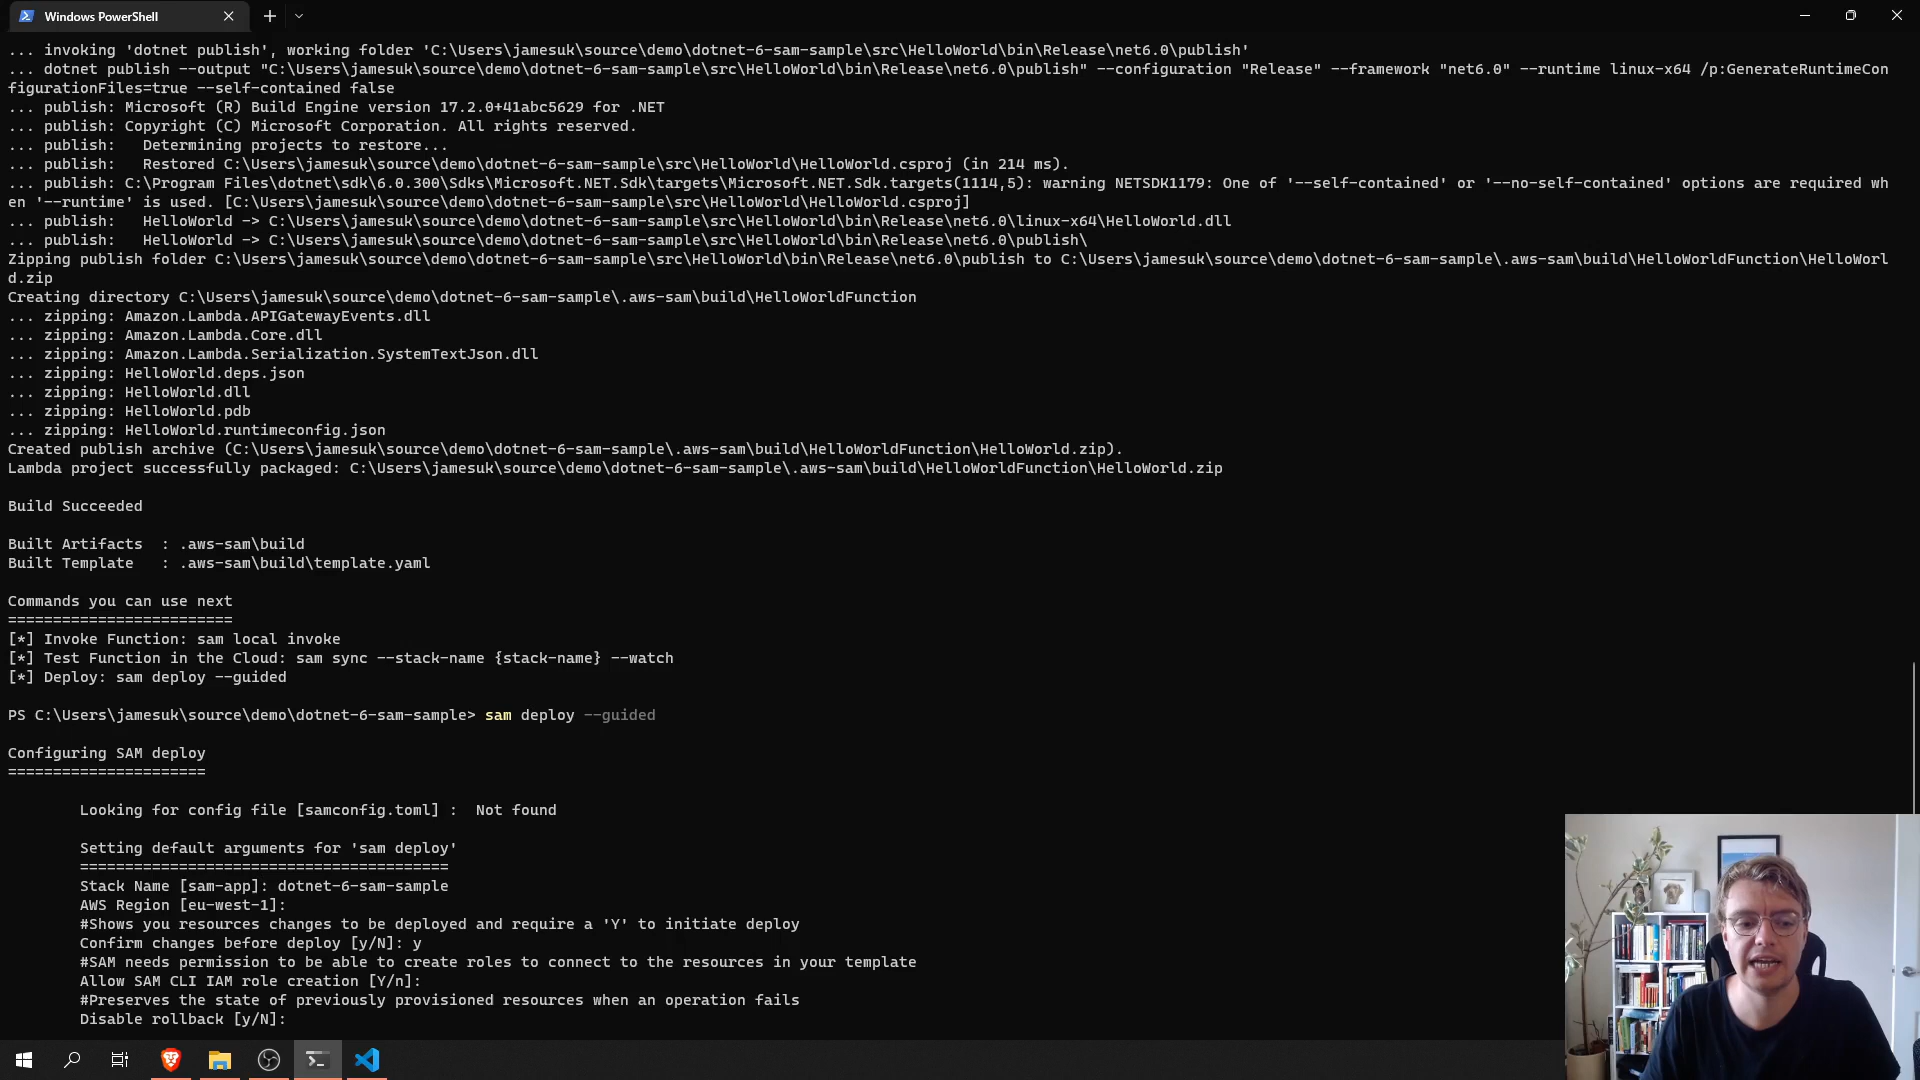 Windows PowerShell
... invoking 'dotnet publish', working folder 'C:\Users\jamesuk\source\demo\dotnet-6-sam-sample\src\HelloWorld\bin\Release\net6.0\publish'
... dotnet publish --output "C:\Users\jamesuk\source\demo\dotnet-6-sam-sample\src\HelloWorld\bin\Release\net6.0\publish" --configuration "Release" --framework "net6.0" --runtime linux-x64 /p:GenerateRuntimeCon
figurationFiles=true --self-contained false
... publish: Microsoft (R) Build Engine version 17.2.0+41abc5629 for .NET
... publish: Copyright (C) Microsoft Corporation. All rights reserved.
... publish:   Determining projects to restore...
... publish:   Restored C:\Users\jamesuk\source\demo\dotnet-6-sam-sample\src\HelloWorld\HelloWorld.csproj (in 214 ms).
... publish: C:\Program Files\dotnet\sdk\6.0.300\Sdks\Microsoft.NET.Sdk\targets\Microsoft.NET.Sdk.targets(1114,5): warning NETSDK1179: One of '--self-contained' or '--no-self-contained' options are required wh
en '--runtime' is used. [C:\Users\jamesuk\source\demo\dotnet-6-sam-sample\src\HelloWorld\HelloWorld.csproj]
... publish:   HelloWorld -> C:\Users\jamesuk\source\demo\dotnet-6-sam-sample\src\HelloWorld\bin\Release\net6.0\linux-x64\HelloWorld.dll
... publish:   HelloWorld -> C:\Users\jamesuk\source\demo\dotnet-6-sam-sample\src\HelloWorld\bin\Release\net6.0\publish\
Zipping publish folder C:\Users\jamesuk\source\demo\dotnet-6-sam-sample\src\HelloWorld\bin\Release\net6.0\publish to C:\Users\jamesuk\source\demo\dotnet-6-sam-sample\.aws-sam\build\HelloWorldFunction\HelloWorl
d.zip
Creating directory C:\Users\jamesuk\source\demo\dotnet-6-sam-sample\.aws-sam\build\HelloWorldFunction
... zipping: Amazon.Lambda.APIGatewayEvents.dll
... zipping: Amazon.Lambda.Core.dll
... zipping: Amazon.Lambda.Serialization.SystemTextJson.dll
... zipping: HelloWorld.deps.json
... zipping: HelloWorld.dll
... zipping: HelloWorld.pdb
... zipping: HelloWorld.runtimeconfig.json
Created publish archive (C:\Users\jamesuk\source\demo\dotnet-6-sam-sample\.aws-sam\build\HelloWorldFunction\HelloWorld.zip).
Lambda project successfully packaged: C:\Users\jamesuk\source\demo\dotnet-6-sam-sample\.aws-sam\build\HelloWorldFunction\HelloWorld.zip
Build Succeeded
Built Artifacts  : .aws-sam\build
Built Template   : .aws-sam\build\template.yaml
Commands you can use next
=========================
[*] Invoke Function: sam local invoke
[*] Test Function in the Cloud: sam sync --stack-name {stack-name} --watch
[*] Deploy: sam deploy --guided
PS C:\Users\jamesuk\source\demo\dotnet-6-sam-sample> sam deploy --guided
Configuring SAM deploy
======================
Looking for config file [samconfig.toml] :  Not found
Setting default arguments for 'sam deploy'
=========================================
Stack Name [sam-app]: dotnet-6-sam-sample
AWS Region [eu-west-1]:
#Shows you resources changes to be deployed and require a 'Y' to initiate deploy
Confirm changes before deploy [y/N]: y
#SAM needs permission to be able to create roles to connect to the resources in your template
Allow SAM CLI IAM role creation [Y/n]:
#Preserves the state of previously provisioned resources when an operation fails
Disable rollback [y/N]: